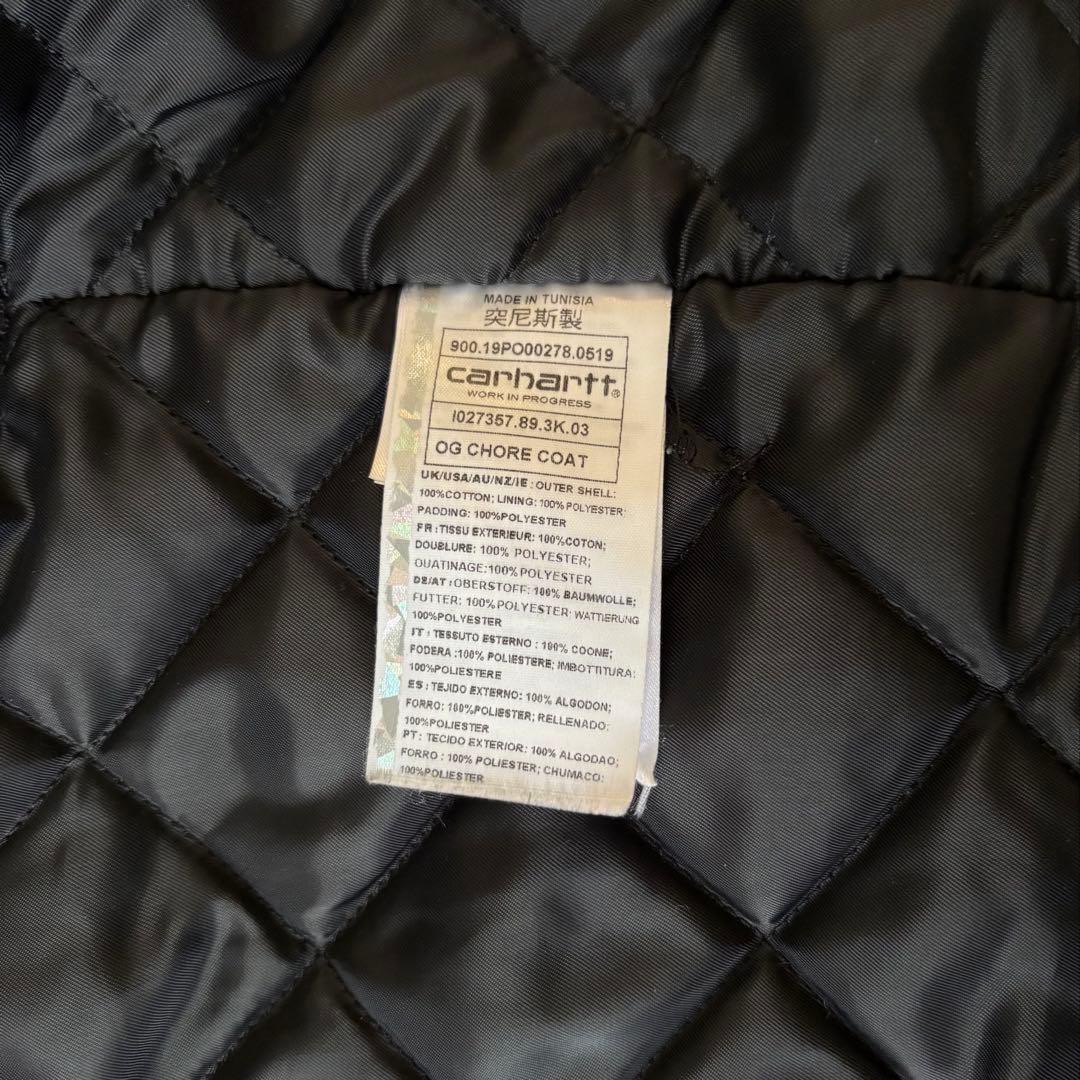 MADE IN TUNISIA
突尼斯製
900.19PO00278.0519
carhartt®
WORK IN PROGRESS
I027357.89.3K.03
OG CHORE COAT
UK/USA/AU/NZ/IE : OUTER SHELL:
100%COTTON; LINING: 100% POLYESTER;
PADDING: 100%POLYESTER
FR : TISSU EXTERIEUR: 100%COTON;
DOUBLURE: 100% POLYESTER;
OUATINAGE:100% POLYESTER
DE/AT : OBERSTOFF: 100% BAUMWOLLE;
FUTTER: 100%POLYESTER; WATTIERUNG
100%POLYESTER
IT : TESSUTO ESTERNO : 100% COONE;
FODERA :100% POLIESTERE; IMBOTTITURA:
100%POLIESTERE
ES : TEJIDO EXTERNO: 100% ALGODON;
FORRO: 100%POLIESTER; RELLENADO:
100%POLIESTER
PT : TECIDO EXTERIOR: 100% ALGODAO;
FORRO : 100% POLIESTER; CHUMACO:
100%POLIESTER